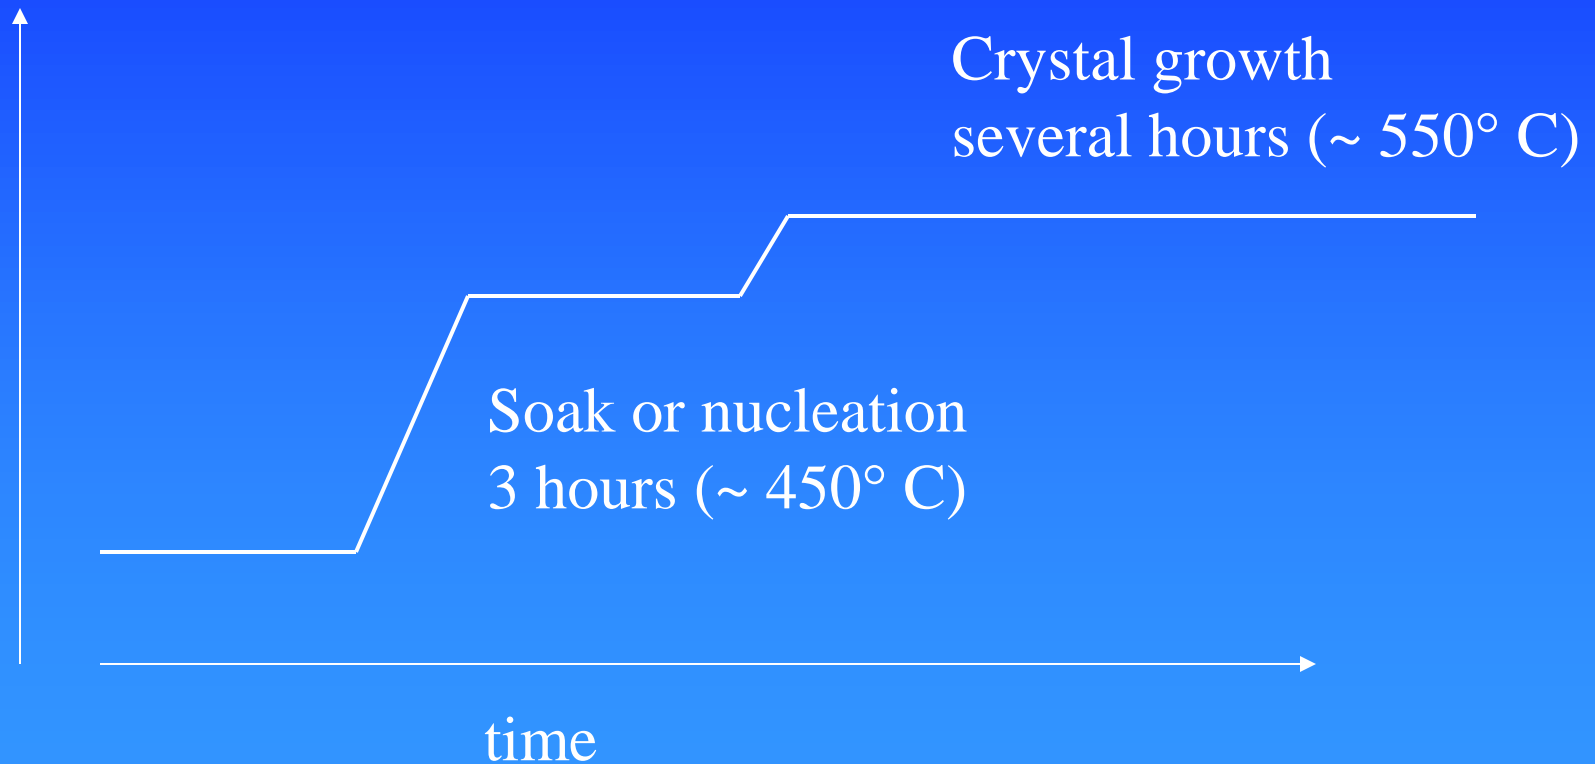 Crystal growth
several hours (~ 550° C)
Soak or nucleation
3 hours (~ 450° C)
time